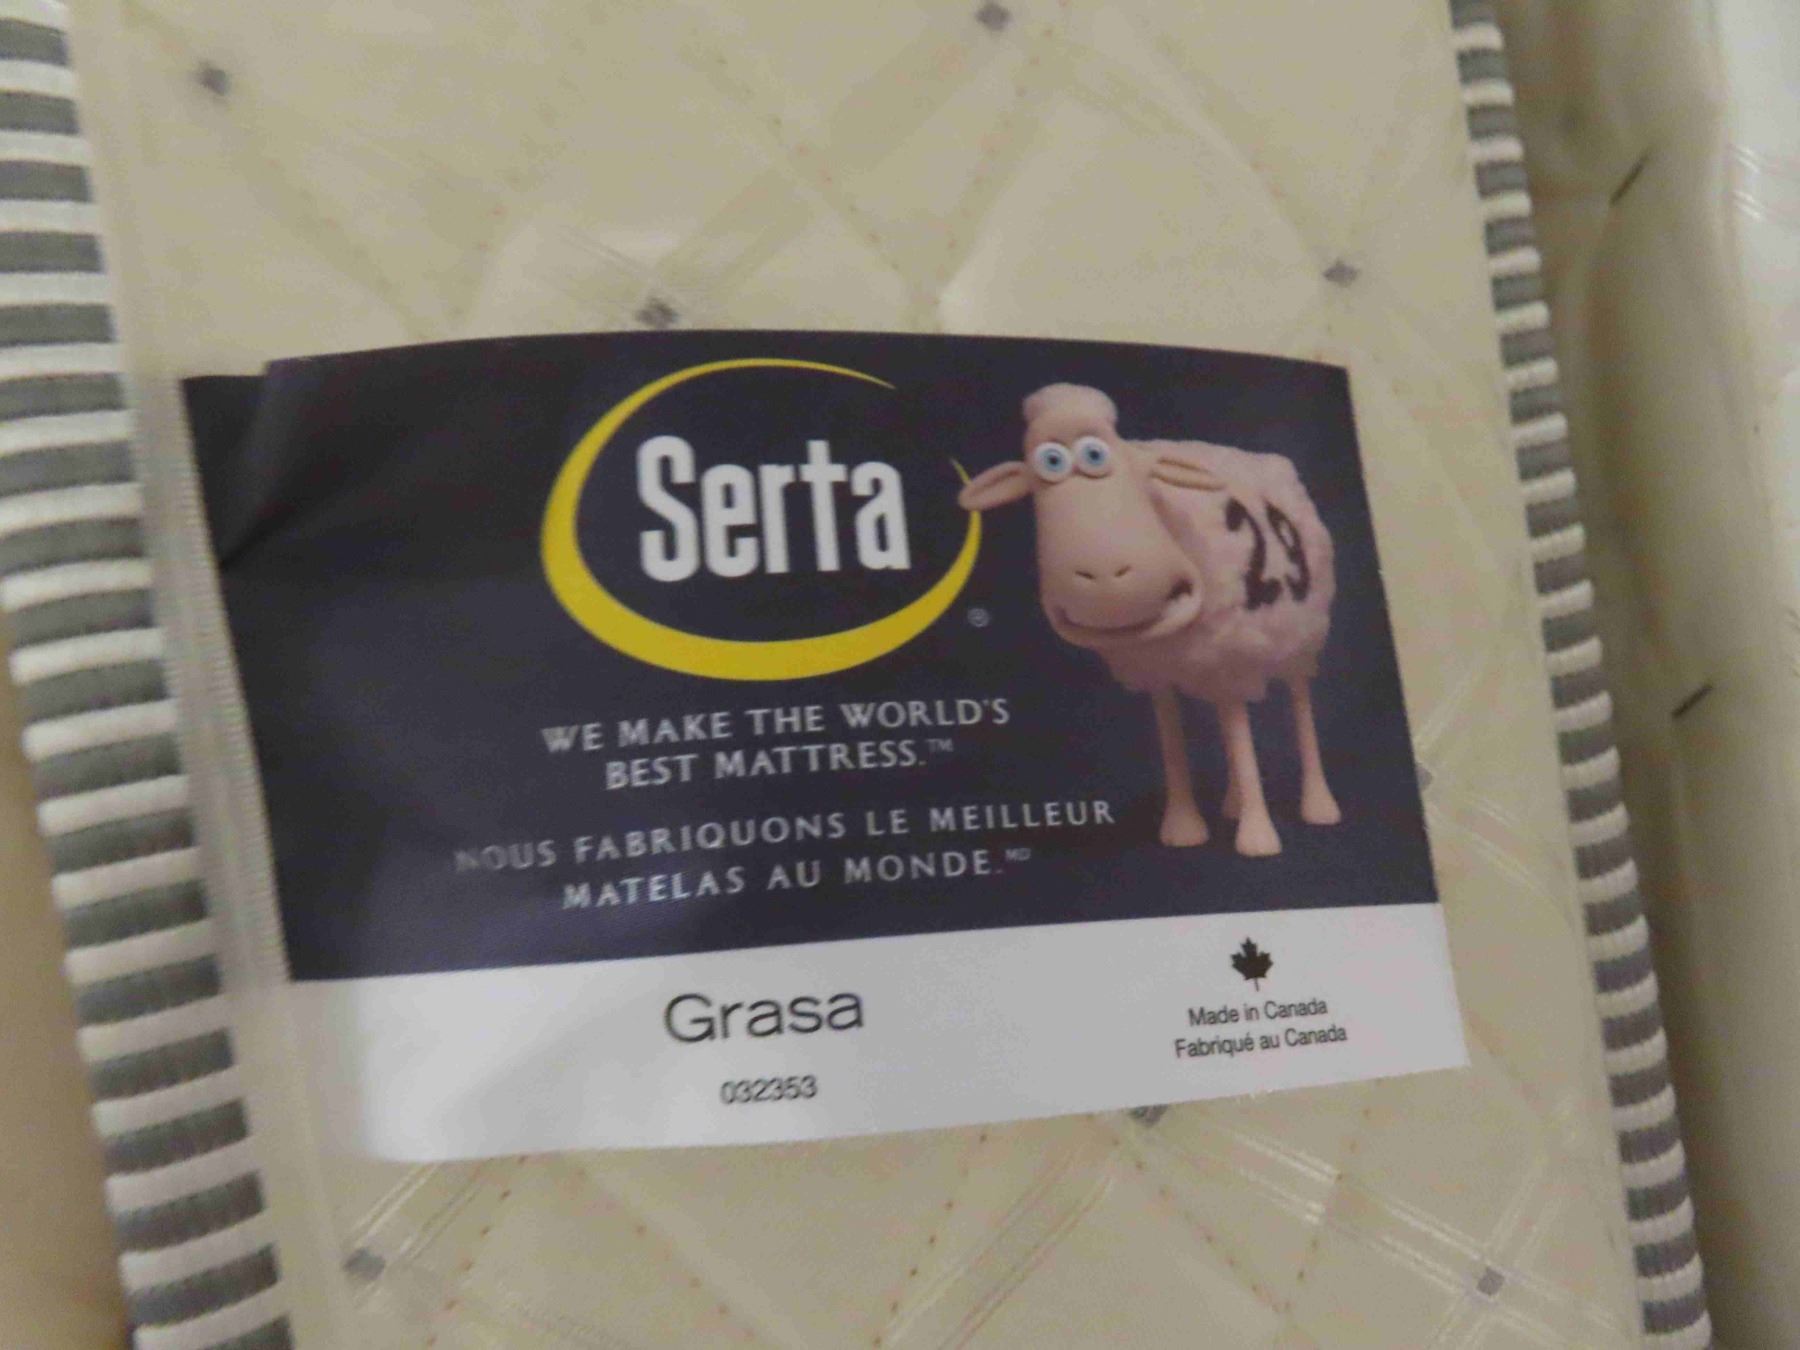 Serta®
29
WE MAKE THE WORLD'S
BEST MATTRESS.™
NOUS FABRIQUONS LE MEILLEUR
MATELAS AU MONDE.MD
Grasa
032353
Made in Canada
Fabriqué au Canada